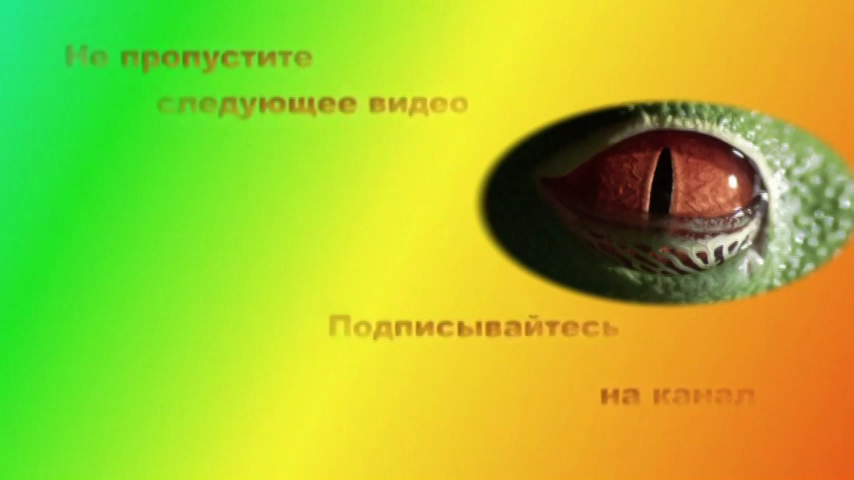 Не пропустите
следующее видео
Подписывайтесь
на канал